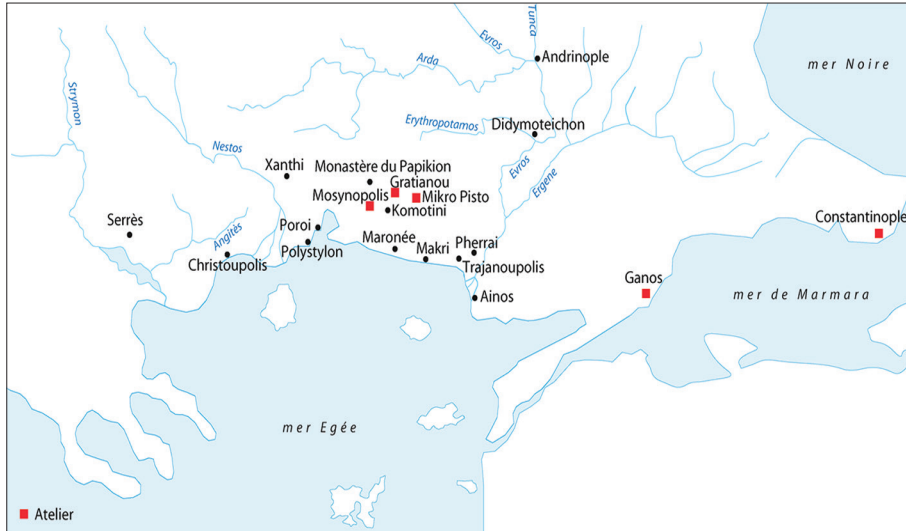 Tunca
Evros
Andrinople
mer Noire
Arda
Strymon
Erythropotamos
Didymoteichon
Nestos
Xanthi
Monastère du Papikion
Gratianou
Evros
Ergene
Mosynopolis
Mikro Pisto
Komotini
Serrès
Constantinople
Poroi
Angitès
Maronée
Pherrai
Polystylon
Makri
Christoupolis
Trajanoupolis
Ganos
Ainos
mer de Marmara
mer Egée
Atelier